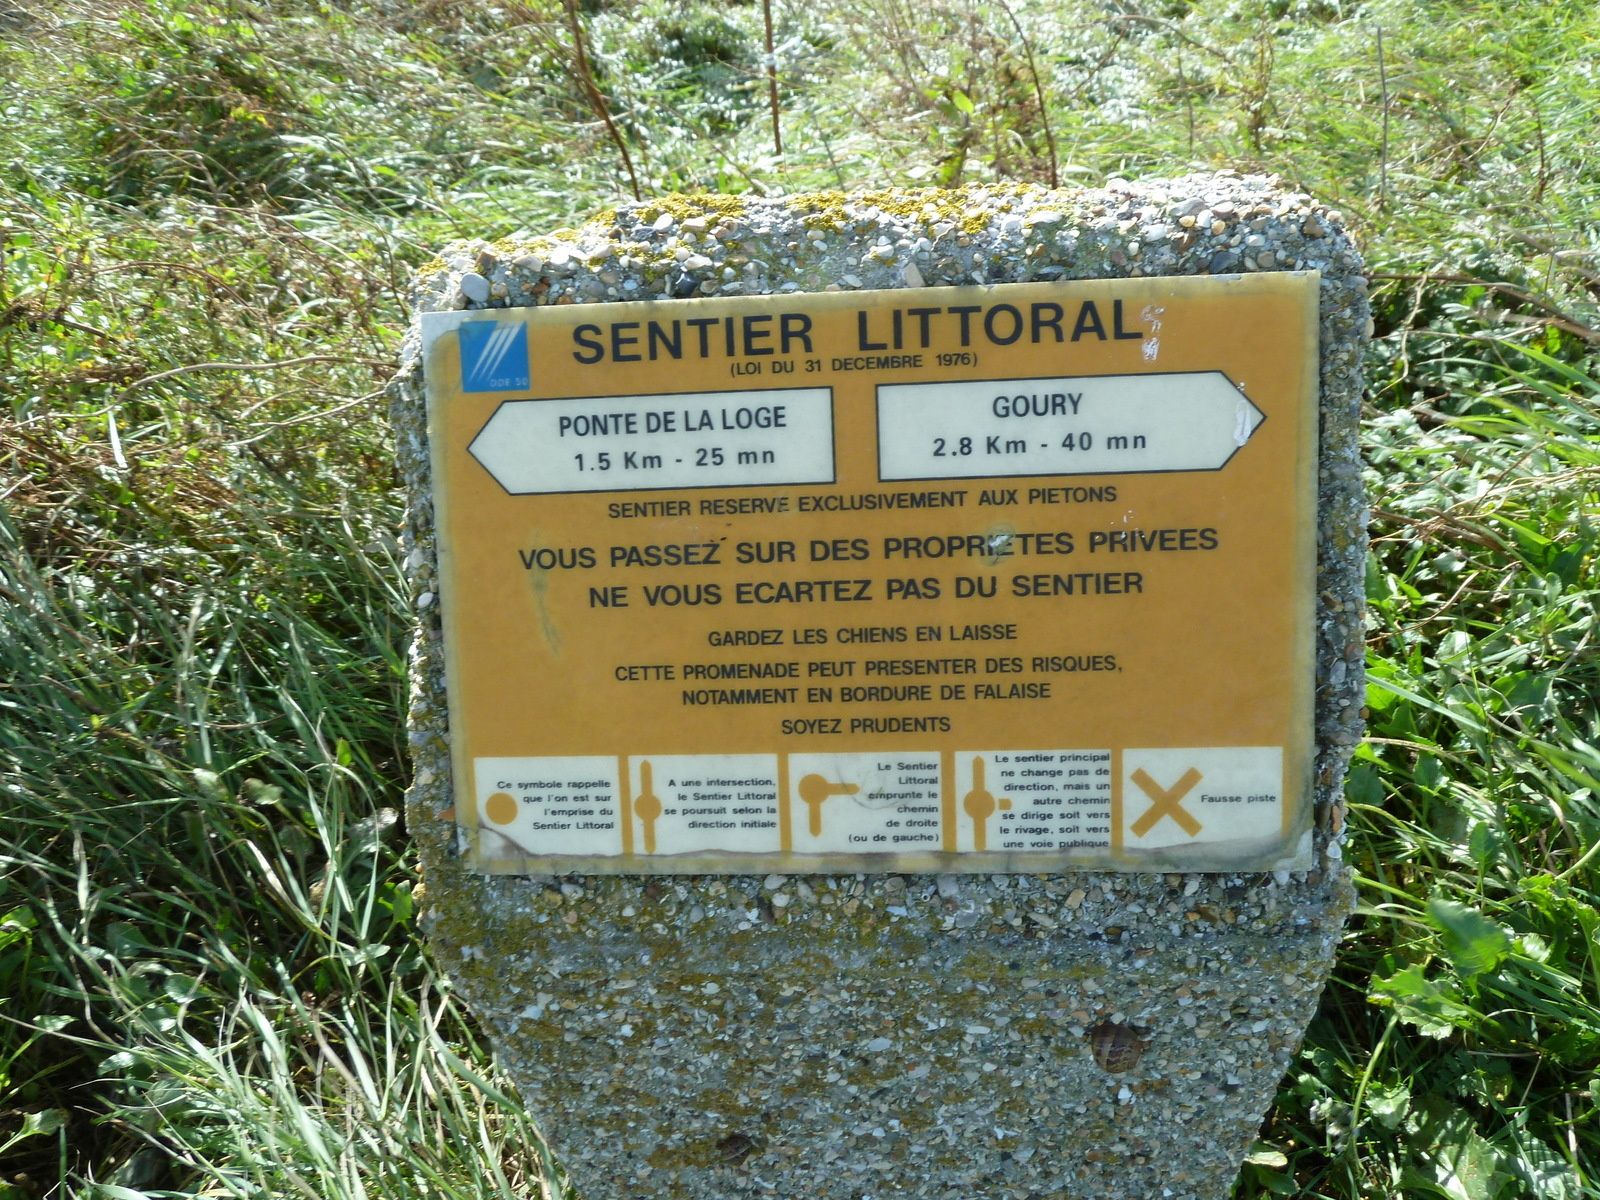 SENTIER LITTORAL
(LOI DU 31 DECEMBRE 1976)
DDE 50
PONTE DE LA LOGE
1.5 Km - 25 mn
GOURY
2.8 Km - 40 mn
SENTIER RESERVE EXCLUSIVEMENT AUX PIETONS
VOUS PASSEZ SUR DES PROPRIETES PRIVEES
NE VOUS ECARTEZ PAS DU SENTIER
GARDEZ LES CHIENS EN LAISSE
CETTE PROMENADE PEUT PRESENTER DES RISQUES,
NOTAMMENT EN BORDURE DE FALAISE
SOYEZ PRUDENTS
Ce symbole rappelle
que l'on est sur
l'emprise du
Sentier Littoral
A une intersection,
le Sentier Littoral
se poursuit selon la
direction initiale
Le Sentier
Littoral
emprunte le
chemin
de droite
(ou de gauche)
Le sentier principal
ne change pas de
direction, mais un
autre chemin
se dirige soit vers
le rivage, soit vers
une voie publique
Fausse piste